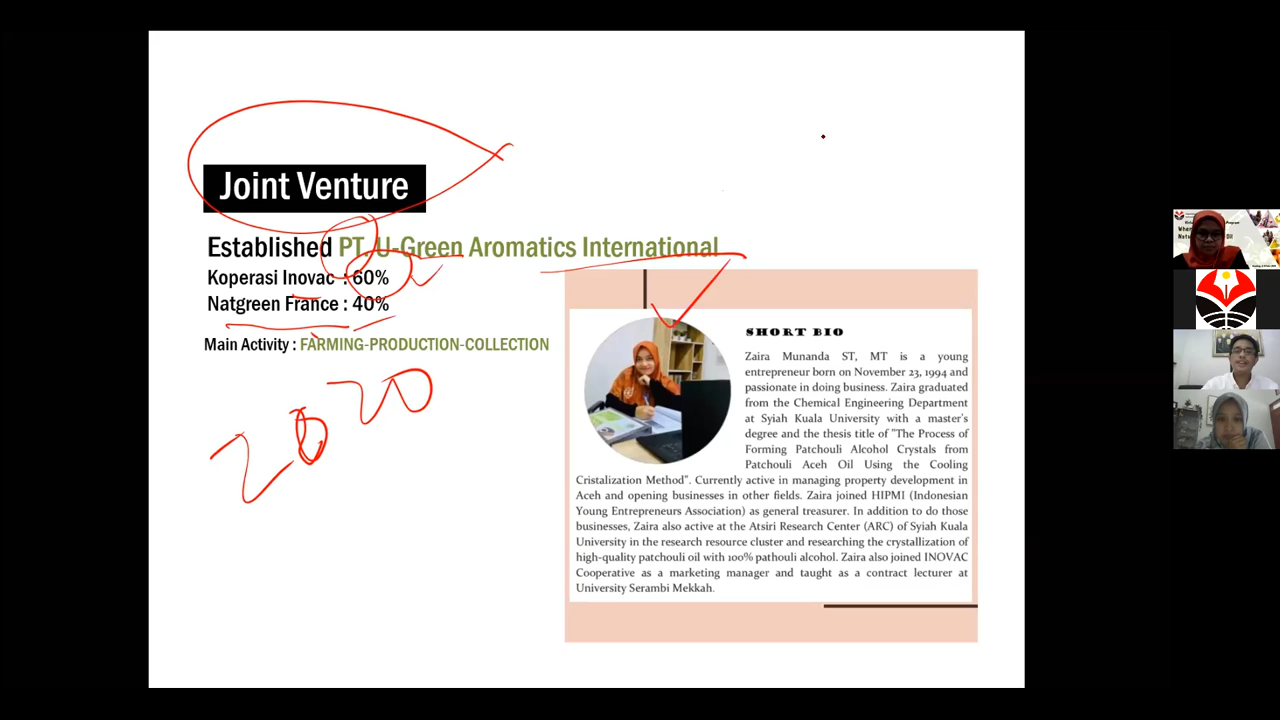 Joint Venture
Established PT. U-Green Aromatics International
Koperasi Inovac : 60%
Natgreen France : 40%
Main Activity : FARMING-PRODUCTION-COLLECTION
2020
SHORT BIO
Zaira Munanda ST, MT is a young
entrepreneur born on November 23, 1994 and
passionate in doing business. Zaira graduated
from the Chemical Engineering Department
at Syiah Kuala University with a master's
degree and the thesis title of "The Process of
Forming Patchouli Alcohol Crystals from
Patchouli Aceh Oil Using the Cooling
Cristalization Method". Currently active in managing property development in
Aceh and opening businesses in other fields. Zaira joined HIPMI (Indonesian
Young Entrepreneurs Association) as general treasurer. In addition to do those
businesses, Zaira also active at the Atsiri Research Center (ARC) of Syiah Kuala
University in the research resource cluster and researching the crystallization of
high-quality patchouli oil with 100% pathouli alcohol. Zaira also joined INOVAC
Cooperative as a marketing manager and taught as a contract lecturer at
University Serambi Mekkah.